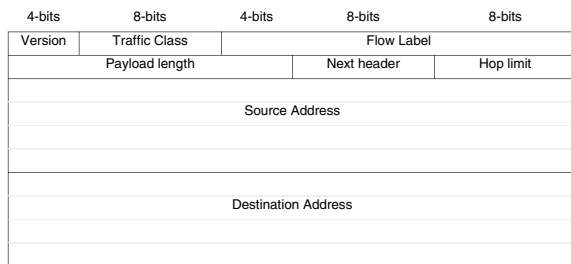 4-bits 8-bits 4-bits 8-bits 8-bits
Version Traffic Class Flow Label
Payload length Next header Hop limit
Source Address
Destination Address